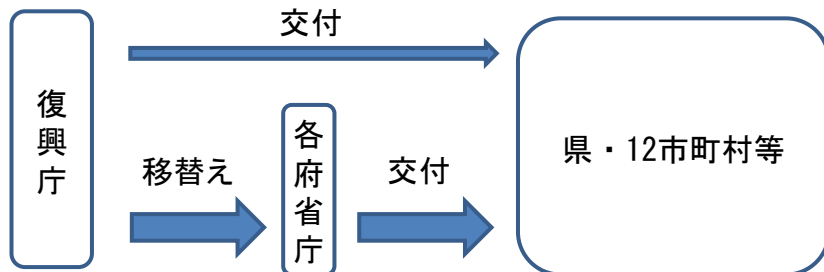 交付
復興庁
各府省庁
県・12市町村等
移替え
交付